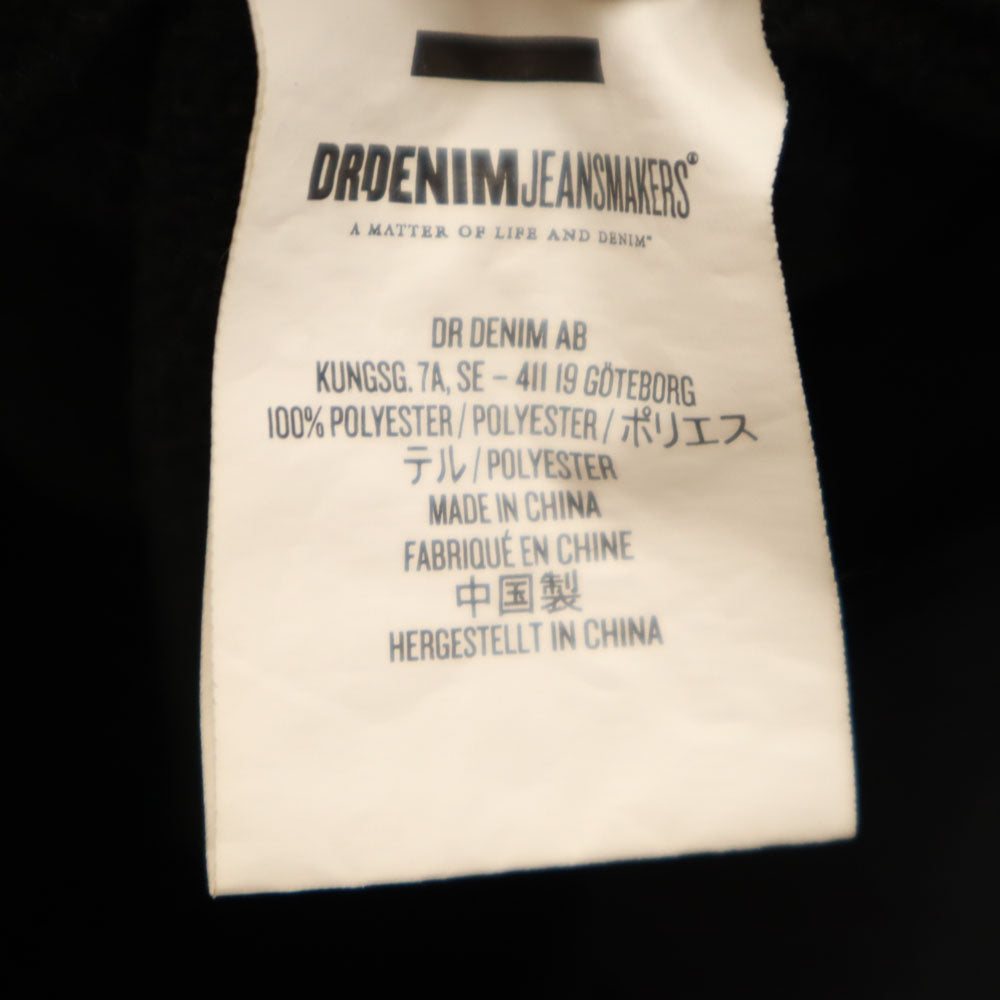 DRDENIMJEANSMAKERS®
A MATTER OF LIFE AND DENIM™
DR DENIM AB
KUNGSG. 7A, SE – 411 19 GÖTEBORG
100% POLYESTER / POLYESTER / ポリエス
テル / POLYESTER
MADE IN CHINA
FABRIQUÉ EN CHINE
中国製
HERGESTELLT IN CHINA